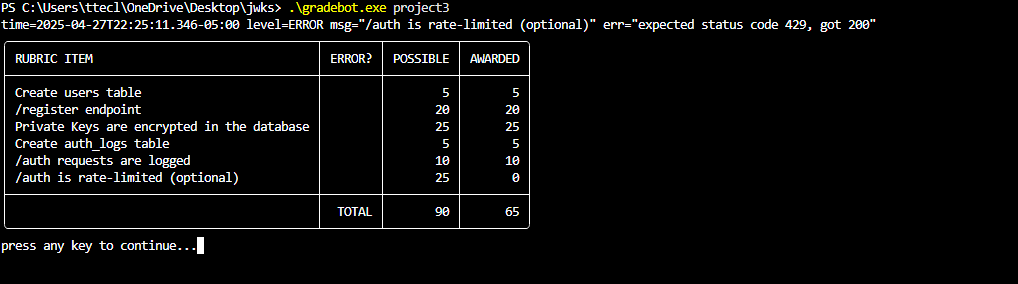 PS C:\Users\ttecl\OneDrive\Desktop\jwks> .\gradebot.exe project3
time=2025-04-27T22:25:11.346-05:00 level=ERROR msg="/auth is rate-limited (optional)" err="expected status code 429, got 200"
RUBRIC ITEM ERROR? POSSIBLE AWARDED
Create users table 5 5
/register endpoint 20 20
Private Keys are encrypted in the database 25 25
Create auth_logs table 5 5
/auth requests are logged 10 10
/auth is rate-limited (optional) 25 0
TOTAL 90 65
press any key to continue...